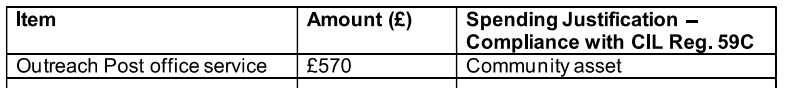 Item Amount (£) Spending Justification –
Compliance with CIL Reg. 59C
Outreach Post office service £570 Community asset